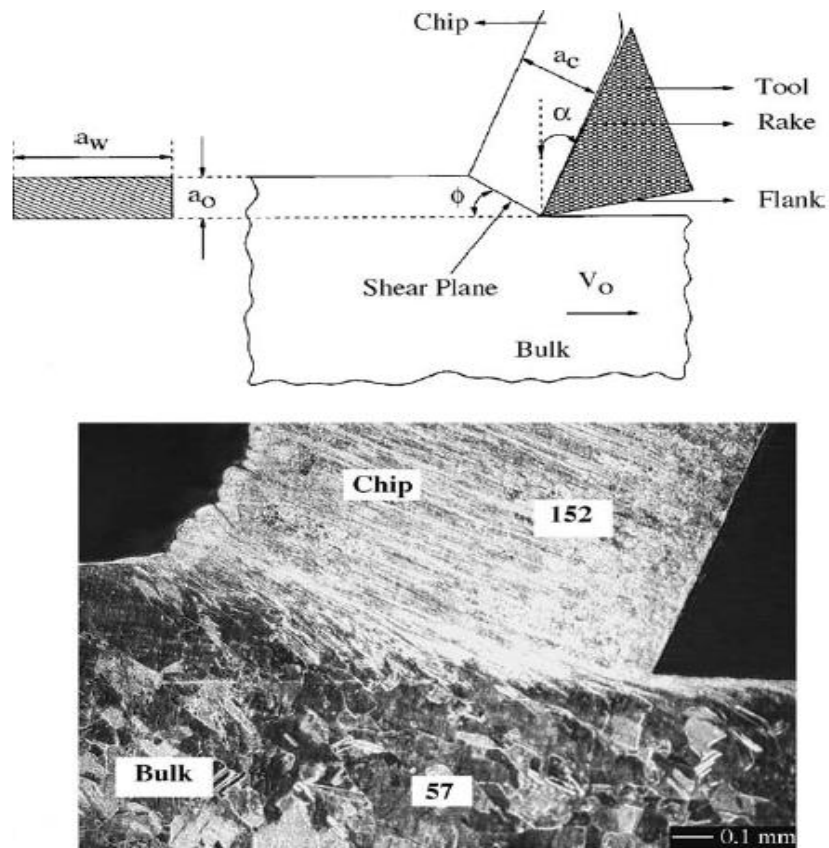 Chip
a_c
Tool
α
Rake
a_w
a_o
φ
Flank
Shear Plane
V_o
Bulk
Chip
152
Bulk
57
0.1 mm